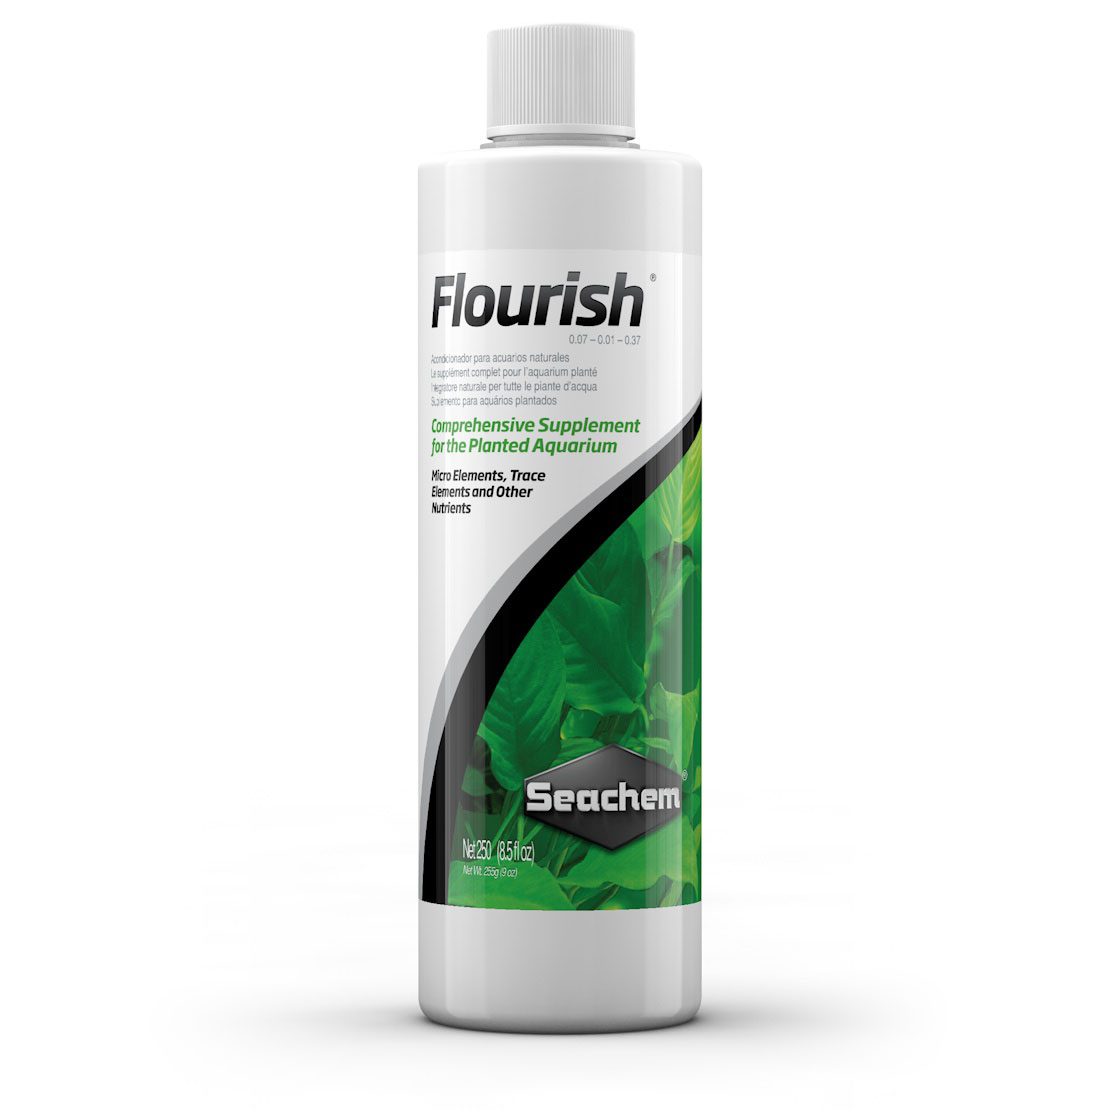 Flourish®
0.07 – 0.01 – 0.37
Acondicionador para acuarios naturales
Le supplément complet pour l'aquarium planté
Integratore naturale per tutte le piante d'acqua
Suplemento para aquários plantados
Comprehensive Supplement
for the Planted Aquarium
Micro Elements, Trace
Elements and Other
Nutrients
Seachem®
Net 250 (8.5 fl oz)
Net Wt. 255g (9 oz)